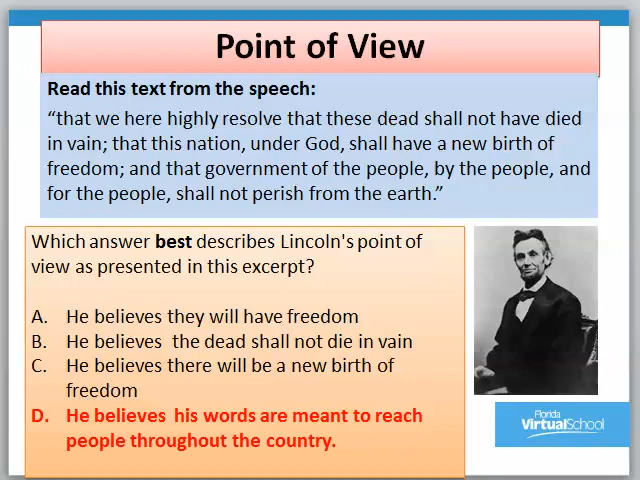 Point of View
Read this text from the speech:
“that we here highly resolve that these dead shall not have died
in vain; that this nation, under God, shall have a new birth of
freedom; and that government of the people, by the people, and
for the people, shall not perish from the earth.”
Which answer best describes Lincoln's point of
view as presented in this excerpt?
A. He believes they will have freedom
B. He believes the dead shall not die in vain
C. He believes there will be a new birth of
freedom
D. He believes his words are meant to reach
people throughout the country.
Florida
VirtualSchool